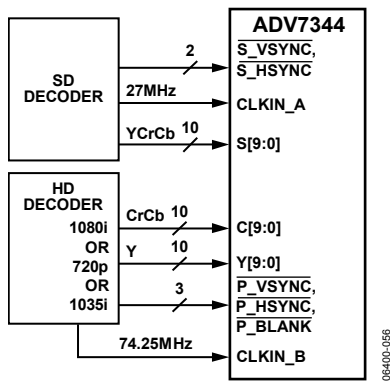 ADV7344
SD
DECODER
2
S_VSYNC,
S_HSYNC
27MHz
CLKIN_A
YCrCb 10
S[9:0]
HD
DECODER
1080i
OR
720p
OR
1035i
CrCb 10
C[9:0]
Y 10
Y[9:0]
3
P_VSYNC,
P_HSYNC,
P_BLANK
74.25MHz
CLKIN_B
06400-056